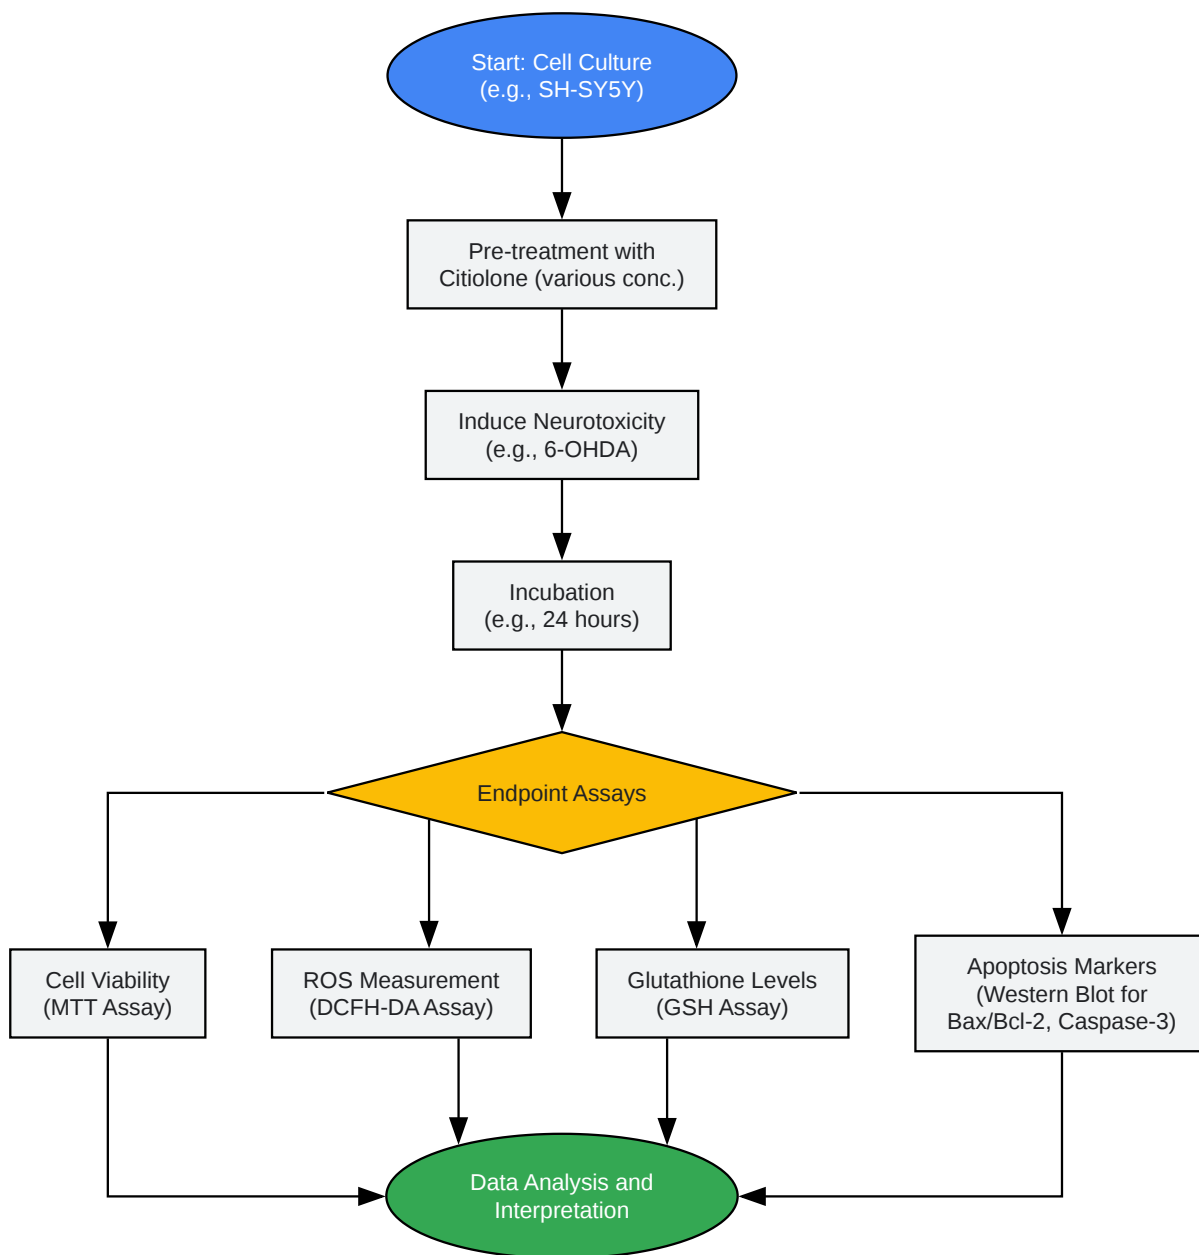 Start: Cell Culture
(e.g., SH-SY5Y)
Pre-treatment with
Citiolone (various conc.)
Induce Neurotoxicity
(e.g., 6-OHDA)
Incubation
(e.g., 24 hours)
Endpoint Assays
Cell Viability
(MTT Assay)
ROS Measurement
(DCFH-DA Assay)
Glutathione Levels
(GSH Assay)
Apoptosis Markers
(Western Blot for
Bax/Bcl-2, Caspase-3)
Data Analysis and
Interpretation